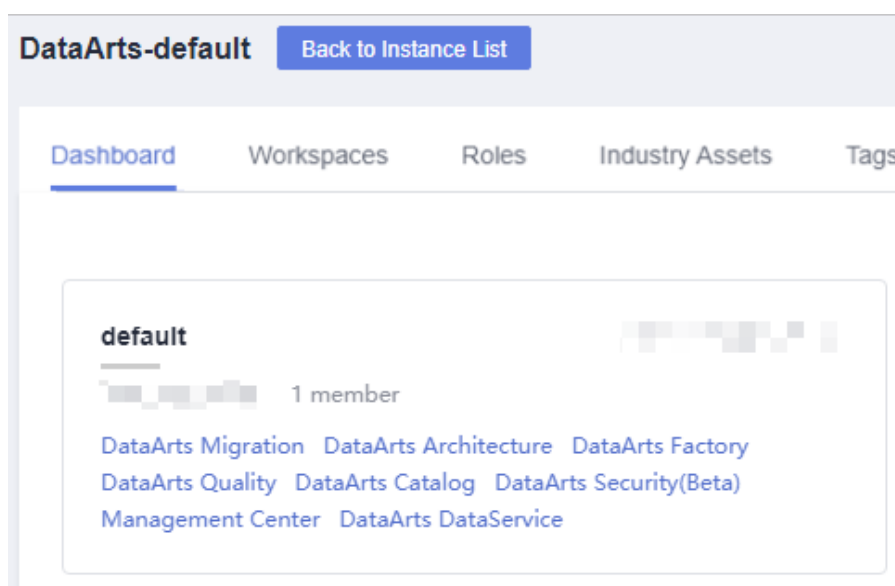 DataArts-default Back to Instance List
Dashboard Workspaces Roles Industry Assets Tags
default
1 member
DataArts Migration DataArts Architecture DataArts Factory
DataArts Quality DataArts Catalog DataArts Security(Beta)
Management Center DataArts DataService